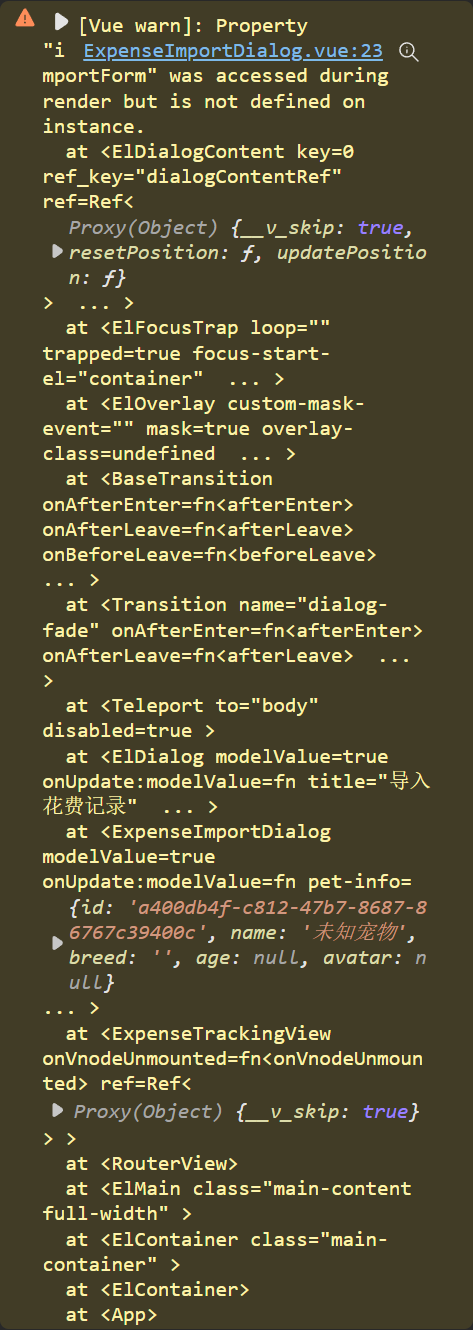 [Vue warn]: Property
"i ExpenseImportDialog.vue:23
mportForm" was accessed during
render but is not defined on
instance.
at <ElDialogContent key=0
ref_key="dialogContentRef"
ref=Ref<
Proxy(Object) {__v_skip: true,
resetPosition: ƒ, updatePositio
n: ƒ}
>  ... >
at <ElFocusTrap loop=""
trapped=true focus-start-
el="container"  ... >
at <ElOverlay custom-mask-
event="" mask=true overlay-
class=undefined  ... >
at <BaseTransition
onAfterEnter=fn<afterEnter>
onAfterLeave=fn<afterLeave>
onBeforeLeave=fn<beforeLeave>
... >
at <Transition name="dialog-
fade" onAfterEnter=fn<afterEnter>
onAfterLeave=fn<afterLeave>  ...
>
at <Teleport to="body"
disabled=true >
at <ElDialog modelValue=true
onUpdate:modelValue=fn title="导入
花费记录"  ... >
at <ExpenseImportDialog
modelValue=true
onUpdate:modelValue=fn pet-info=
{id: 'a400db4f-c812-47b7-8687-8
6767c39400c', name: '未知宠物',
breed: '', age: null, avatar: n
ull}
... >
at <ExpenseTrackingView
onVnodeUnmounted=fn<onVnodeUnmoun
ted> ref=Ref<
Proxy(Object) {__v_skip: true}
> >
at <RouterView>
at <ElMain class="main-content
full-width" >
at <ElContainer class="main-
container" >
at <ElContainer>
at <App>